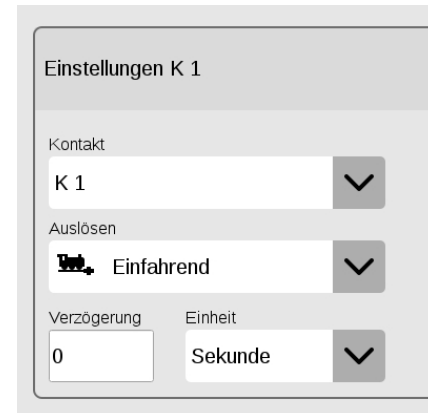 Einstellungen K 1
Kontakt
K 1
Auslösen
Einfahrend
Verzögerung Einheit
0 Sekunde